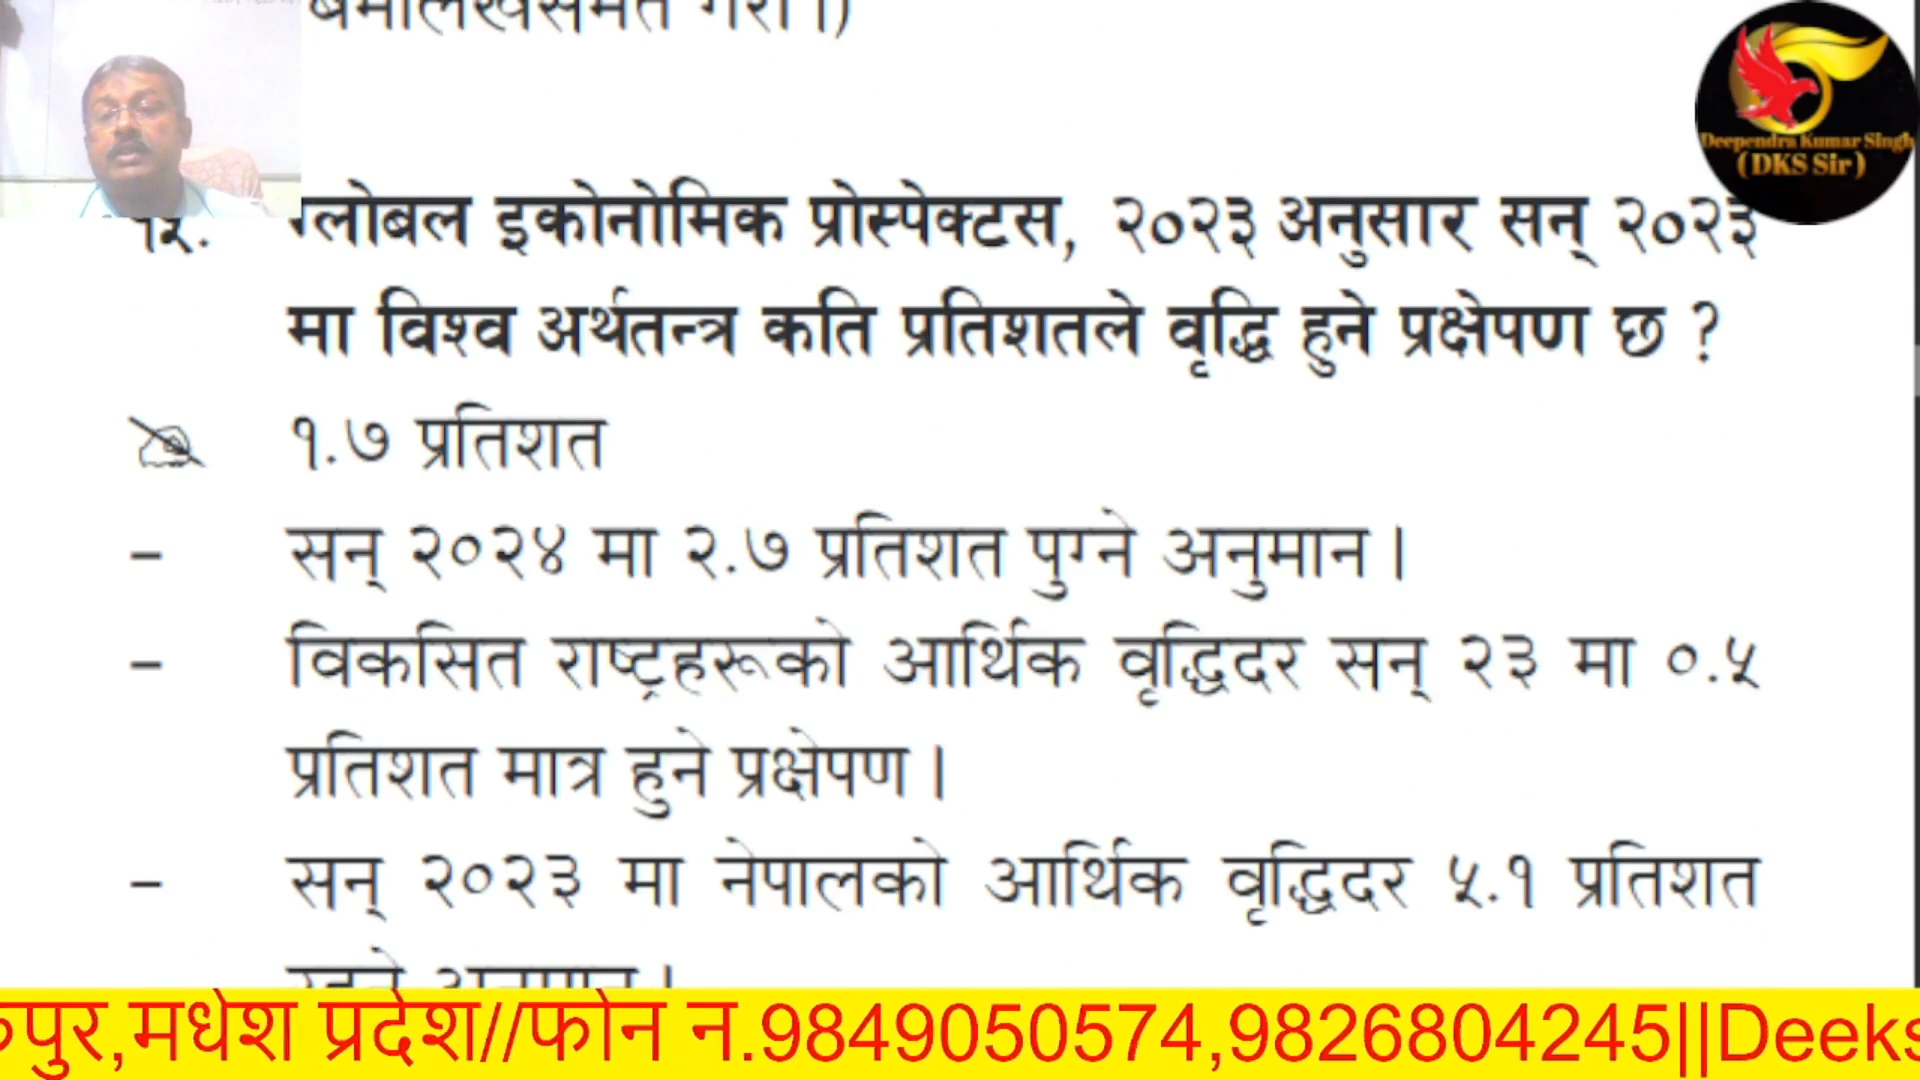 Deependra Kumar Singh
(DKS Sir)
ग्लोबल इकोनोमिक प्रोस्पेक्टस, २०२३ अनुसार सन् २०२३
मा विश्व अर्थतन्त्र कति प्रतिशतले वृद्धि हुने प्रक्षेपण छ ?
१.७ प्रतिशत
– सन् २०२४ मा २.७ प्रतिशत पुग्ने अनुमान ।
– विकसित राष्ट्रहरूको आर्थिक वृद्धिदर सन् २३ मा ०.५
प्रतिशत मात्र हुने प्रक्षेपण ।
– सन् २०२३ मा नेपालको आर्थिक वृद्धिदर ५.१ प्रतिशत
पुर,मधेश प्रदेश//फोन न.9849050574,9826804245||Deeks